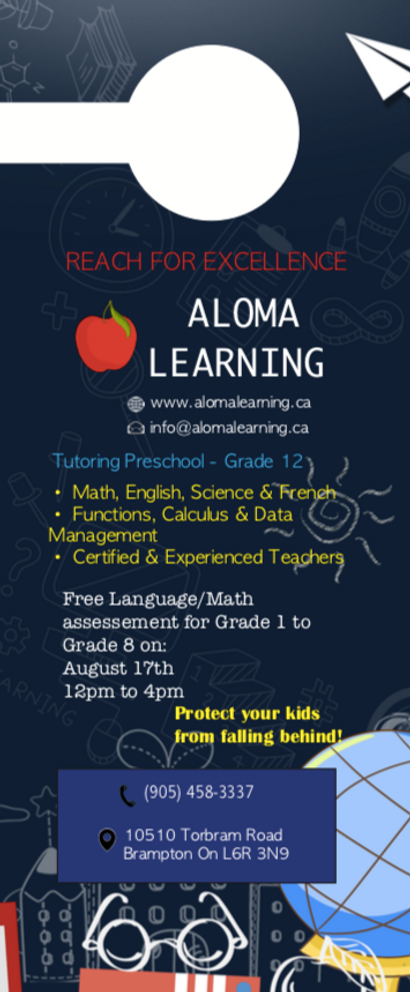 REACH FOR EXCELLENCE
ALOMA
LEARNING
www.alomalearning.ca
info@alomalearning.ca
Tutoring Preschool - Grade 12
• Math, English, Science & French
• Functions, Calculus & Data
Management
• Certified & Experienced Teachers
Free Language/Math
assessement for Grade 1 to
Grade 8 on:
August 17th
12pm to 4pm
Protect your kids
from falling behind!
(905) 458-3337
10510 Torbram Road
Brampton On L6R 3N9